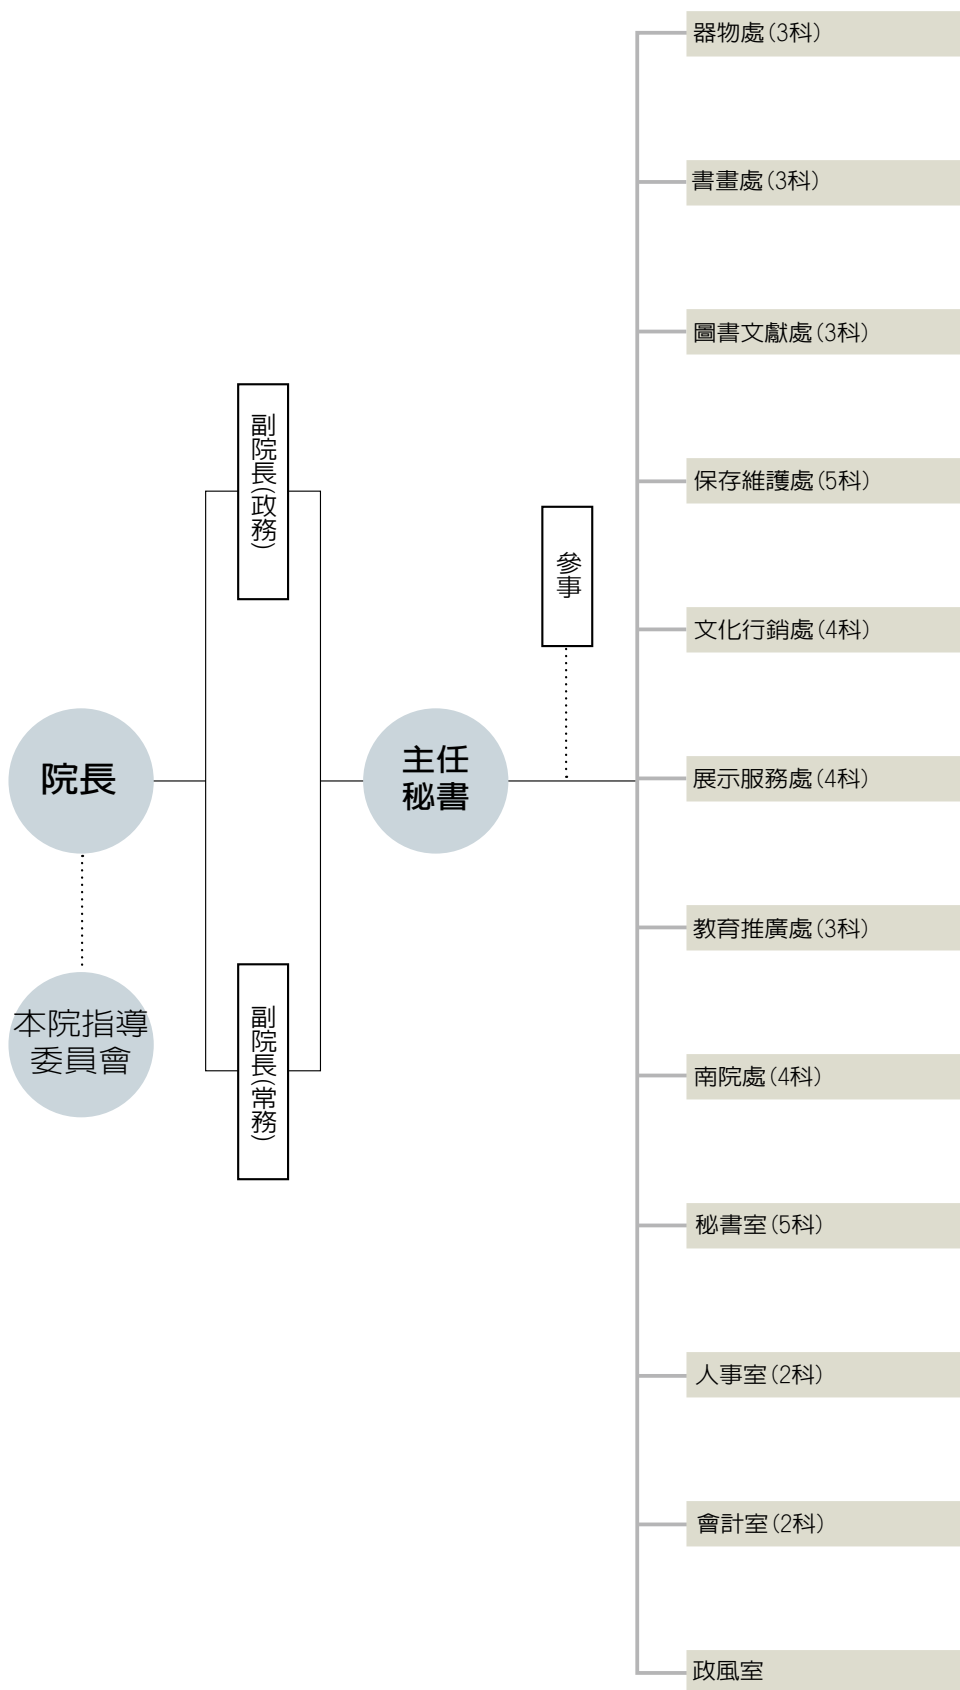 院長
本院指導
委員會
副院長(政務)
副院長(常務)
主任
秘書
參事
器物處(3科)
書畫處(3科)
圖書文獻處(3科)
保存維護處(5科)
文化行銷處(4科)
展示服務處(4科)
教育推廣處(3科)
南院處(4科)
秘書室(5科)
人事室(2科)
會計室(2科)
政風室